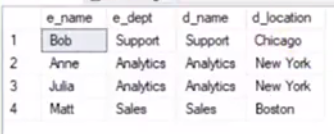 e_name e_dept d_name d_location
1 Bob Support Support Chicago
2 Anne Analytics Analytics New York
3 Julia Analytics Analytics New York
4 Matt Sales Sales Boston